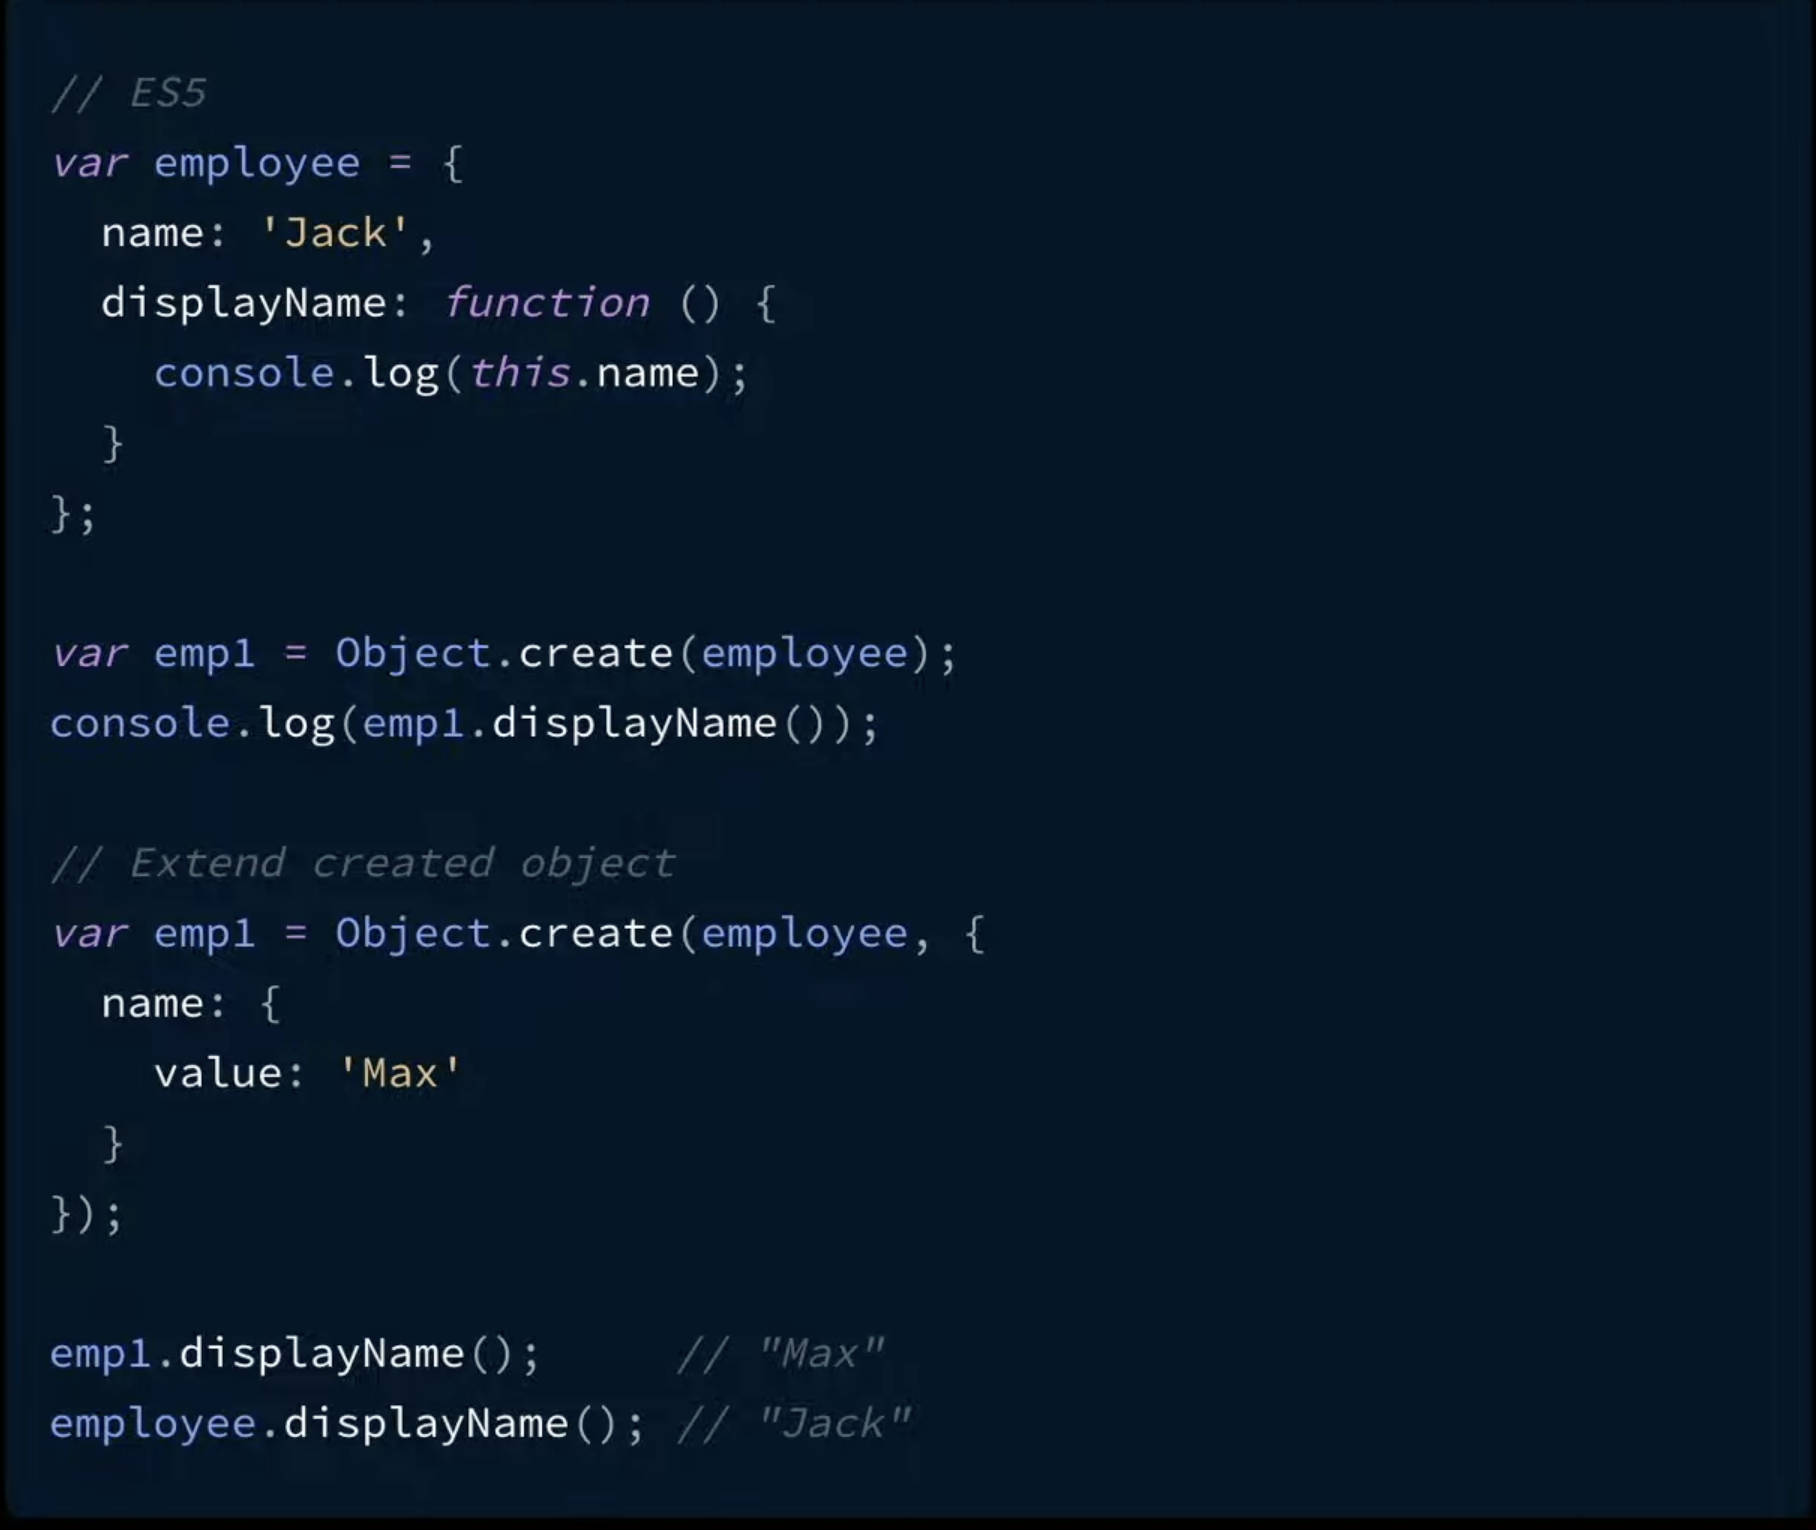 // ES5
var employee = {
  name: 'Jack',
  displayName: function () {
    console.log(this.name);
  }
};

var emp1 = Object.create(employee);
console.log(emp1.displayName());

// Extend created object
var emp1 = Object.create(employee, {
  name: {
    value: 'Max'
  }
});

emp1.displayName();     // "Max"
employee.displayName(); // "Jack"